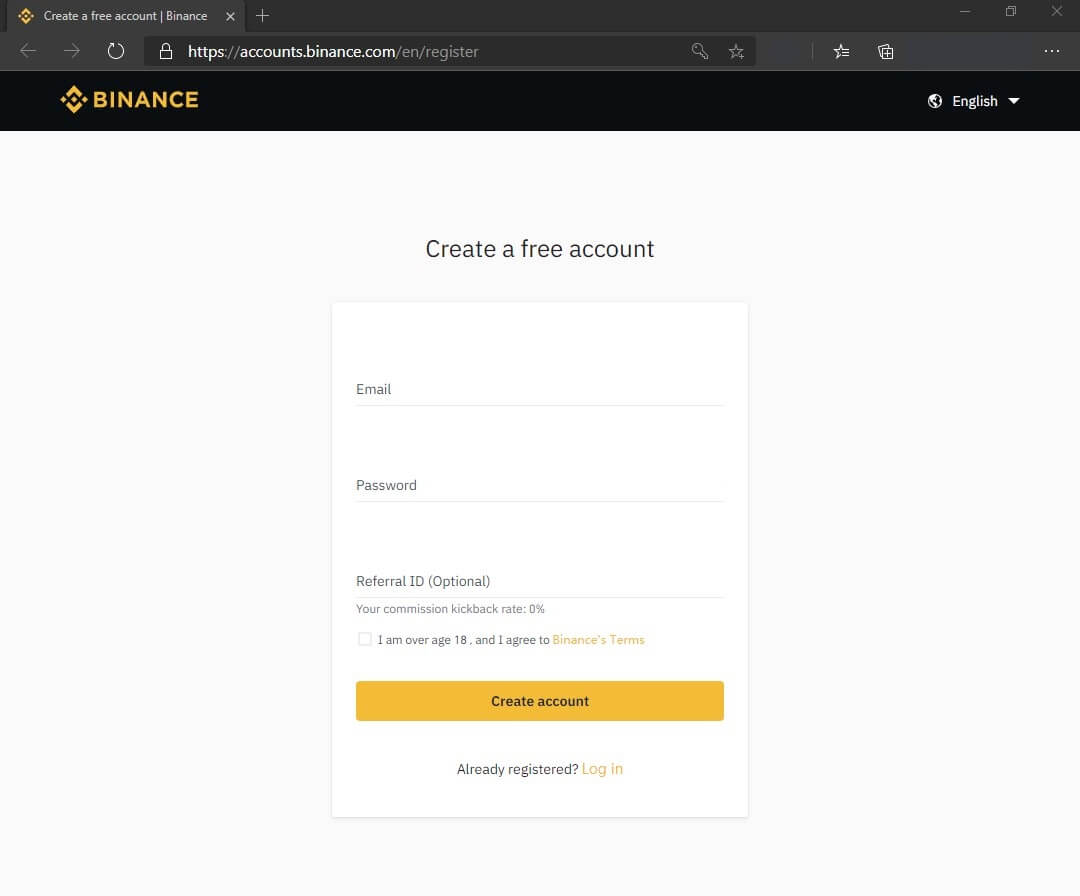 Create a free account | Binance
https://accounts.binance.com/en/register
BINANCE
English
Create a free account
Email
Password
Referral ID (Optional)
Your commission kickback rate: 0%
I am over age 18 , and I agree to Binance's Terms
Create account
Already registered? Log in